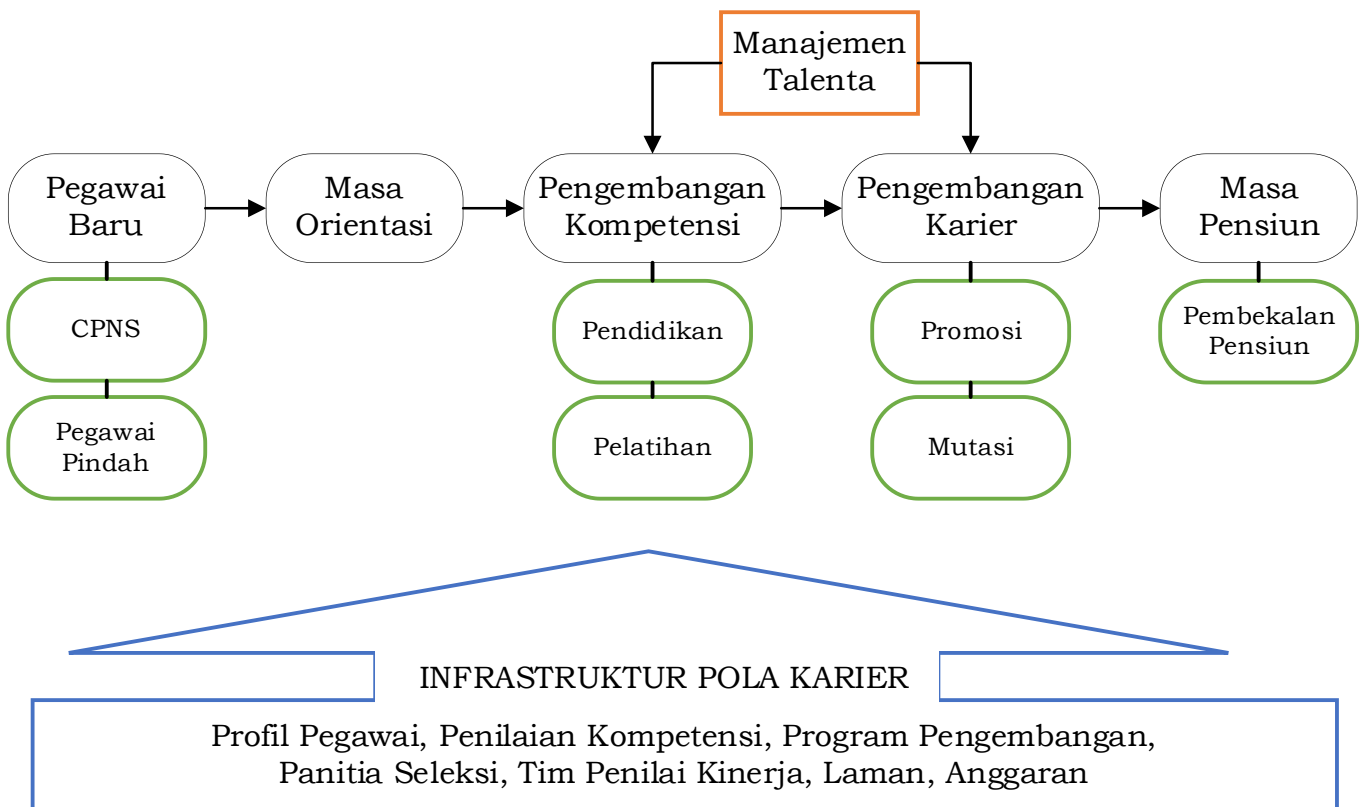 Manajemen
Talenta
Pegawai
Baru
Masa
Orientasi
Pengembangan
Kompetensi
Pengembangan
Karier
Masa
Pensiun
CPNS
Pendidikan
Promosi
Pembekalan
Pensiun
Pegawai
Pindah
Pelatihan
Mutasi
INFRASTRUKTUR POLA KARIER
Profil Pegawai, Penilaian Kompetensi, Program Pengembangan,
Panitia Seleksi, Tim Penilai Kinerja, Laman, Anggaran